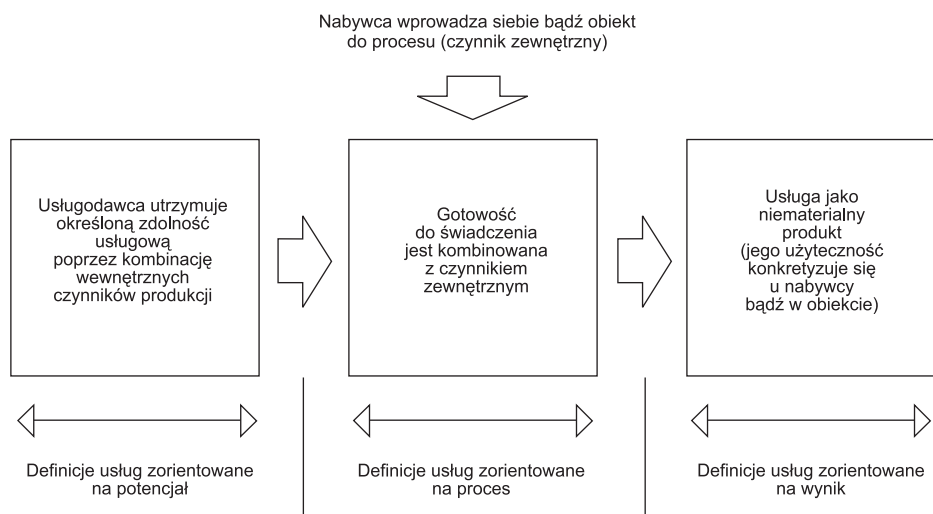 Nabywca wprowadza siebie bądź obiekt
do procesu (czynnik zewnętrzny)
Usługodawca utrzymuje
określoną zdolność
usługową
poprzez kombinację
wewnętrznych
czynników produkcji
Gotowość
do świadczenia
jest kombinowana
z czynnikiem
zewnętrznym
Usługa jako
niematerialny
produkt
(jego użyteczność
konkretyzuje się
u nabywcy
bądź w obiekcie)
Definicje usług zorientowane
na potencjał
Definicje usług zorientowane
na proces
Definicje usług zorientowane
na wynik